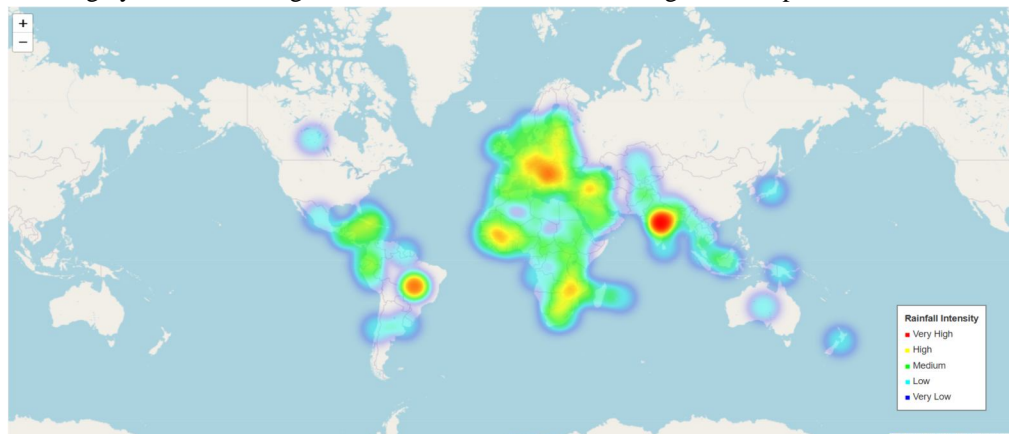 +
−
Rainfall Intensity
Very High
High
Medium
Low
Very Low